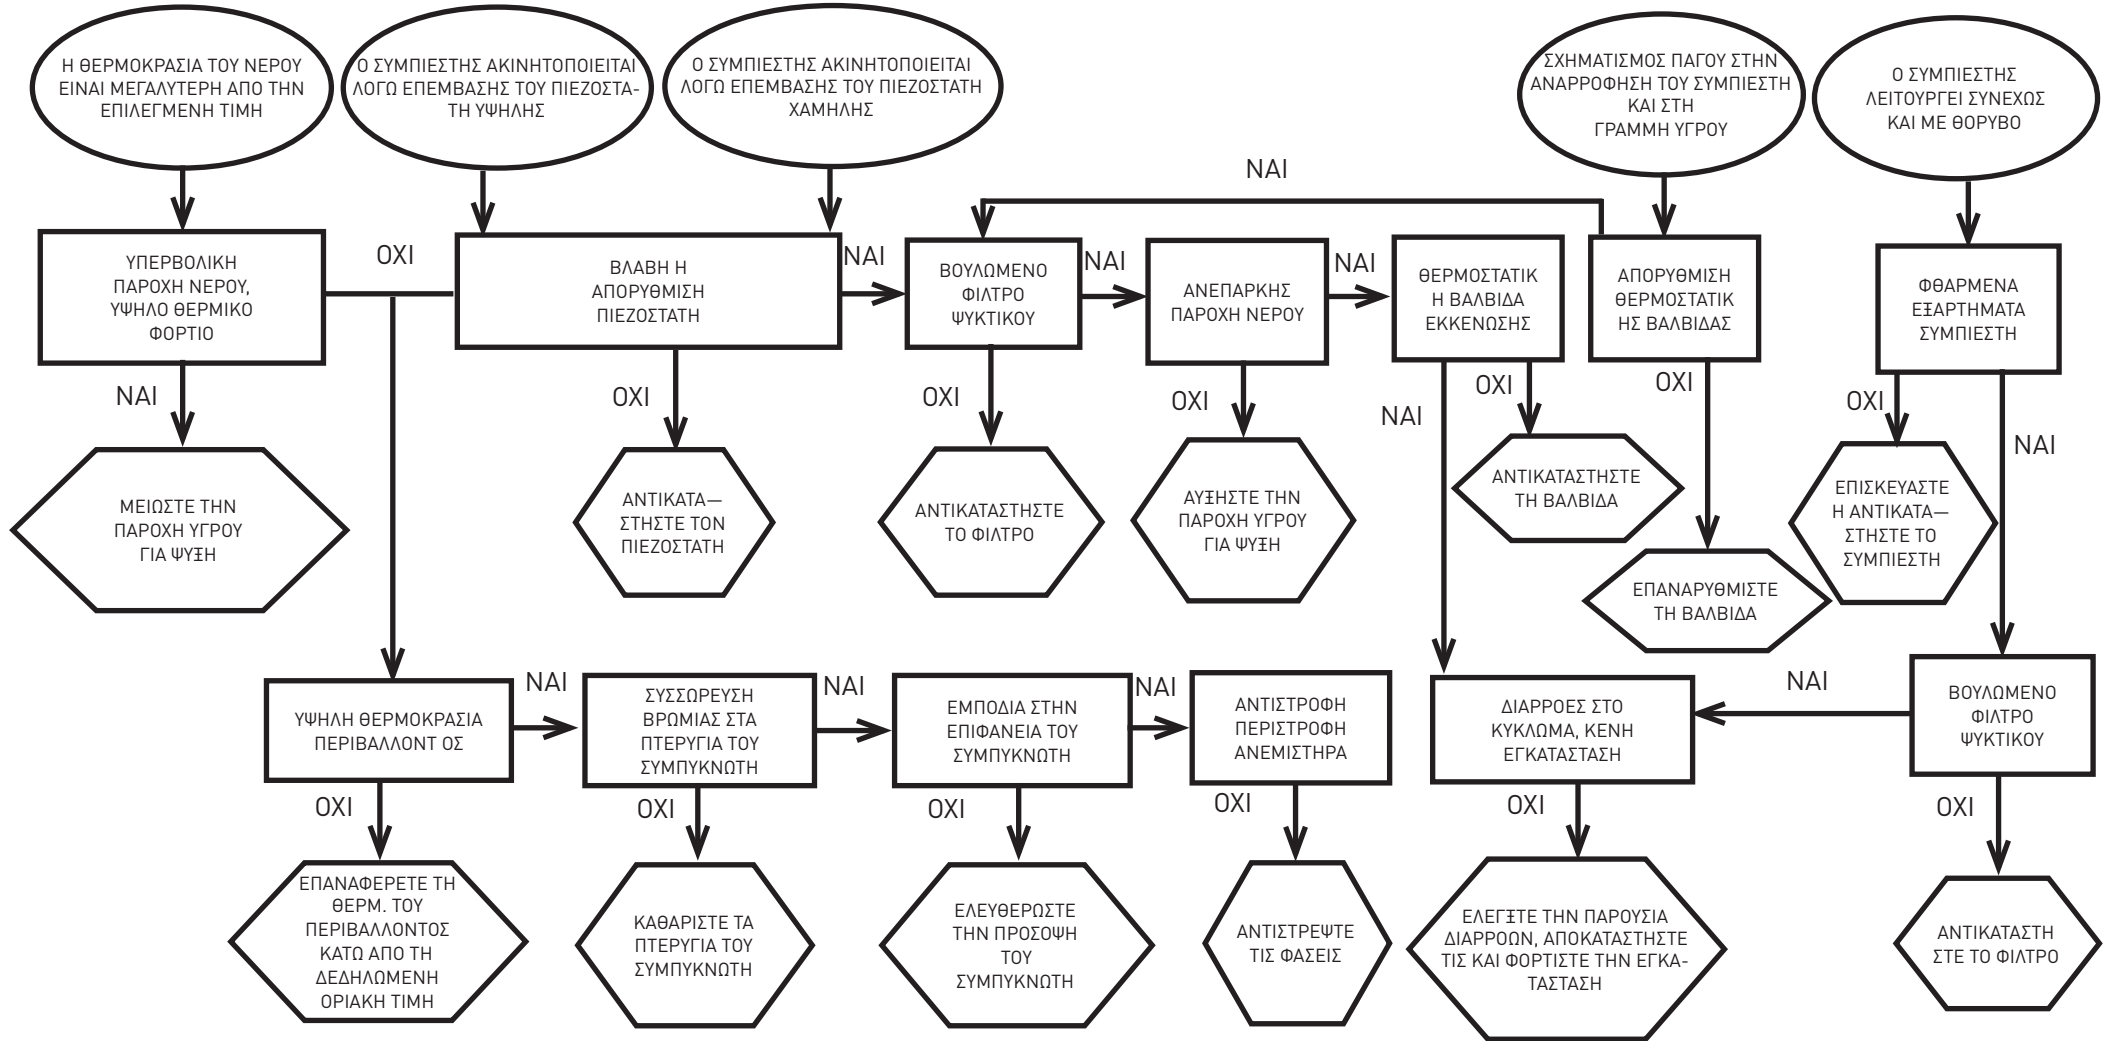 Η ΘΕΡΜΟΚΡΑΣΙΑ ΤΟΥ ΝΕΡΟΥ
ΕΙΝΑΙ ΜΕΓΑΛΥΤΕΡΗ ΑΠΟ ΤΗΝ
ΕΠΙΛΕΓΜΕΝΗ ΤΙΜΗ
Ο ΣΥΜΠΙΕΣΤΗΣ ΑΚΙΝΗΤΟΠΟΙΕΙΤΑΙ
ΛΟΓΩ ΕΠΕΜΒΑΣΗΣ ΤΟΥ ΠΙΕΖΟΣΤΑ-
ΤΗ ΥΨΗΛΗΣ
Ο ΣΥΜΠΙΕΣΤΗΣ ΑΚΙΝΗΤΟΠΟΙΕΙΤΑΙ
ΛΟΓΩ ΕΠΕΜΒΑΣΗΣ ΤΟΥ ΠΙΕΖΟΣΤΑΤΗ
ΧΑΜΗΛΗΣ
ΣΧΗΜΑΤΙΣΜΟΣ ΠΑΓΟΥ ΣΤΗΝ
ΑΝΑΡΡΟΦΗΣΗ ΤΟΥ ΣΥΜΠΙΕΣΤΗ
ΚΑΙ ΣΤΗ
ΓΡΑΜΜΗ ΥΓΡΟΥ
Ο ΣΥΜΠΙΕΣΤΗΣ
ΛΕΙΤΟΥΡΓΕΙ ΣΥΝΕΧΩΣ
ΚΑΙ ΜΕ ΘΟΡΥΒΟ
ΝΑΙ
ΥΠΕΡΒΟΛΙΚΗ
ΠΑΡΟΧΗ ΝΕΡΟΥ,
ΥΨΗΛΟ ΘΕΡΜΙΚΟ
ΦΟΡΤΙΟ
ΟΧΙ
ΒΛΑΒΗ Η
ΑΠΟΡΥΘΜΙΣΗ
ΠΙΕΖΟΣΤΑΤΗ
ΝΑΙ
ΒΟΥΛΩΜΕΝΟ
ΦΙΛΤΡΟ
ΨΥΚΤΙΚΟΥ
ΝΑΙ
ΑΝΕΠΑΡΚΗΣ
ΠΑΡΟΧΗ ΝΕΡΟΥ
ΝΑΙ
ΘΕΡΜΟΣΤΑΤΙΚ
Η ΒΑΛΒΙΔΑ
ΕΚΚΕΝΩΣΗΣ
ΑΠΟΡΥΘΜΙΣΗ
ΘΕΡΜΟΣΤΑΤΙΚ
ΗΣ ΒΑΛΒΙΔΑΣ
ΦΘΑΡΜΕΝΑ
ΕΞΑΡΤΗΜΑΤΑ
ΣΥΜΠΙΕΣΤΗ
ΝΑΙ
ΟΧΙ
ΟΧΙ
ΟΧΙ
ΝΑΙ
ΟΧΙ
ΟΧΙ
ΟΧΙ
ΝΑΙ
ΜΕΙΩΣΤΕ ΤΗΝ
ΠΑΡΟΧΗ ΥΓΡΟΥ
ΓΙΑ ΨΥΞΗ
ΑΝΤΙΚΑΤΑ—
ΣΤΗΣΤΕ ΤΟΝ
ΠΙΕΖΟΣΤΑΤΗ
ΑΝΤΙΚΑΤΑΣΤΗΣΤΕ
ΤΟ ΦΙΛΤΡΟ
ΑΥΞΗΣΤΕ ΤΗΝ
ΠΑΡΟΧΗ ΥΓΡΟΥ
ΓΙΑ ΨΥΞΗ
ΑΝΤΙΚΑΤΑΣΤΗΣΤΕ
ΤΗ ΒΑΛΒΙΔΑ
ΕΠΑΝΑΡΥΘΜΙΣΤΕ
ΤΗ ΒΑΛΒΙΔΑ
ΕΠΙΣΚΕΥΑΣΤΕ
Η ΑΝΤΙΚΑΤΑ—
ΣΤΗΣΤΕ ΤΟ
ΣΥΜΠΙΕΣΤΗ
ΥΨΗΛΗ ΘΕΡΜΟΚΡΑΣΙΑ
ΠΕΡΙΒΑΛΛΟΝΤ ΟΣ
ΝΑΙ
ΣΥΣΣΩΡΕΥΣΗ
ΒΡΩΜΙΑΣ ΣΤΑ
ΠΤΕΡΥΓΙΑ ΤΟΥ
ΣΥΜΠΥΚΝΩΤΗ
ΝΑΙ
ΕΜΠΟΔΙΑ ΣΤΗΝ
ΕΠΙΦΑΝΕΙΑ ΤΟΥ
ΣΥΜΠΥΚΝΩΤΗ
ΝΑΙ
ΑΝΤΙΣΤΡΟΦΗ
ΠΕΡΙΣΤΡΟΦΗ
ΑΝΕΜΙΣΤΗΡΑ
ΔΙΑΡΡΟΕΣ ΣΤΟ
ΚΥΚΛΩΜΑ, ΚΕΝΗ
ΕΓΚΑΤΑΣΤΑΣΗ
ΝΑΙ
ΒΟΥΛΩΜΕΝΟ
ΦΙΛΤΡΟ
ΨΥΚΤΙΚΟΥ
ΟΧΙ
ΟΧΙ
ΟΧΙ
ΟΧΙ
ΟΧΙ
ΟΧΙ
ΕΠΑΝΑΦΕΡΕΤΕ ΤΗ
ΘΕΡΜ. ΤΟΥ
ΠΕΡΙΒΑΛΛΟΝΤΟΣ
ΚΑΤΩ ΑΠΟ ΤΗ
ΔΕΔΗΛΩΜΕΝΗ
ΟΡΙΑΚΗ ΤΙΜΗ
ΚΑΘΑΡΙΣΤΕ ΤΑ
ΠΤΕΡΥΓΙΑ ΤΟΥ
ΣΥΜΠΥΚΝΩΤΗ
ΕΛΕΥΘΕΡΩΣΤΕ
ΤΗΝ ΠΡΟΣΟΨΗ
ΤΟΥ
ΣΥΜΠΥΚΝΩΤΗ
ΑΝΤΙΣΤΡΕΨΤΕ
ΤΙΣ ΦΑΣΕΙΣ
ΕΛΕΓΞΤΕ ΤΗΝ ΠΑΡΟΥΣΙΑ
ΔΙΑΡΡΟΩΝ, ΑΠΟΚΑΤΑΣΤΗΣΤΕ
ΤΙΣ ΚΑΙ ΦΟΡΤΙΣΤΕ ΤΗΝ ΕΓΚΑ-
ΤΑΣΤΑΣΗ
ΑΝΤΙΚΑΤΑΣΤΗ
ΣΤΕ ΤΟ ΦΙΛΤΡΟ